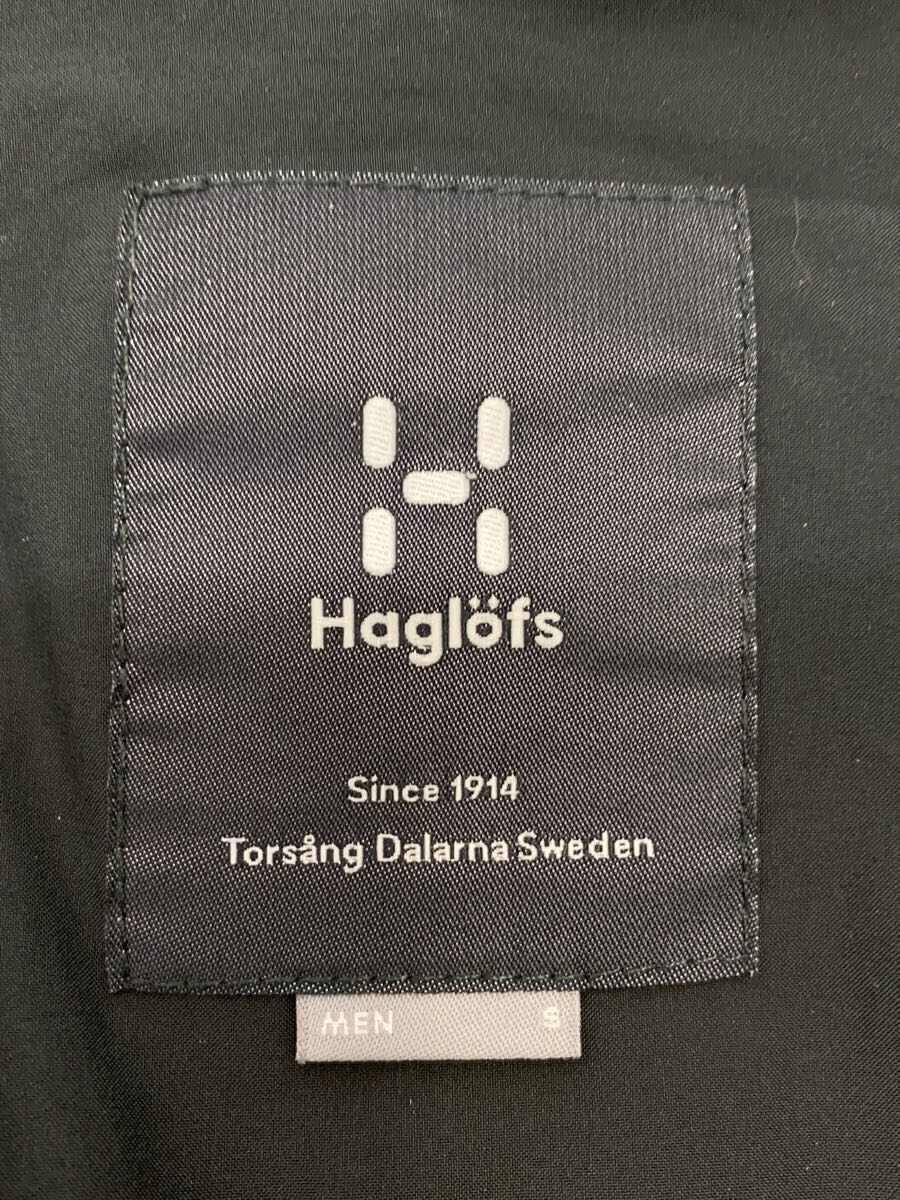 Haglöfs
Since 1914
Torsång Dalarna Sweden
MEN S